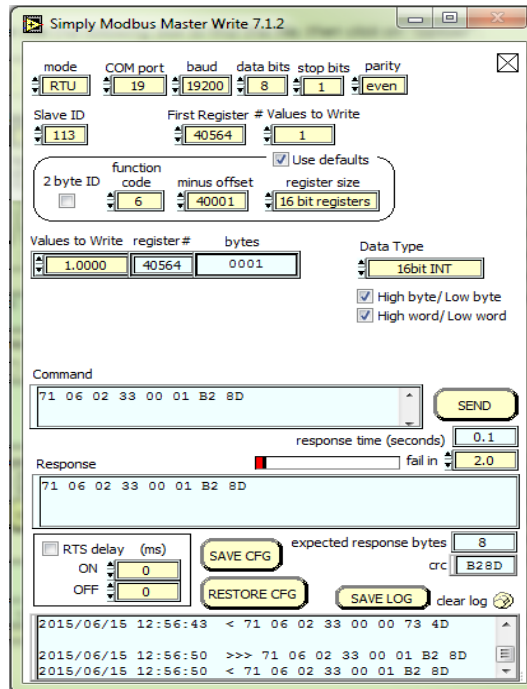 Simply Modbus Master Write 7.1.2
mode COM port baud data bits stop bits parity
RTU 19 19200 8 1 even
Slave ID First Register # Values to Write
113 40564 1
Use defaults
2 byte ID function code minus offset register size
6 40001 16 bit registers
Values to Write register# bytes
1.0000 40564 0001
Data Type
16bit INT
High byte/Low byte
High word/Low word
Command
71 06 02 33 00 01 B2 8D
SEND
response time (seconds) 0.1
Response fail in 2.0
71 06 02 33 00 01 B2 8D
RTS delay (ms)
ON 0
OFF 0
SAVE CFG
RESTORE CFG
expected response bytes 8
crc B28D
SAVE LOG clear log
2015/06/15 12:56:43 < 71 06 02 33 00 00 73 4D
2015/06/15 12:56:50 >>> 71 06 02 33 00 01 B2 8D
2015/06/15 12:56:50 < 71 06 02 33 00 01 B2 8D